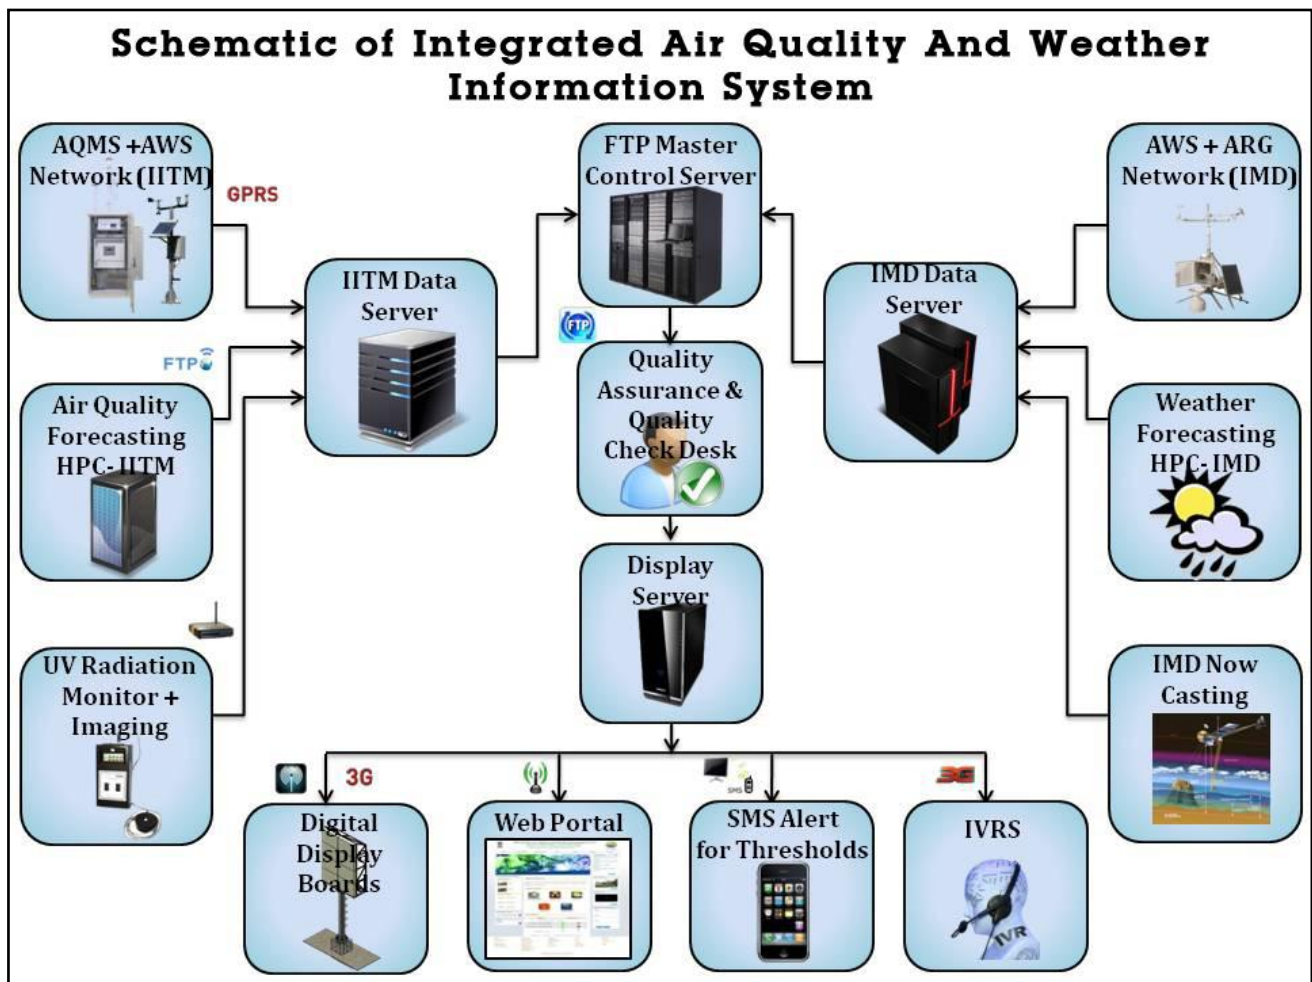 Schematic of Integrated Air Quality And Weather
Information System
AQMS +AWS
Network (IITM)
GPRS
FTP Master
Control Server
AWS + ARG
Network (IMD)
IITM Data
Server
IMD Data
Server
FTP
FTP
Air Quality
Forecasting
HPC- IITM
Quality
Assurance &
Quality
Check Desk
Weather
Forecasting
HPC- IMD
Display
Server
UV Radiation
Monitor +
Imaging
IMD Now
Casting
3G
SMS
3G
Digital
Display
Boards
Web Portal
SMS Alert
for Thresholds
IVRS
IVR